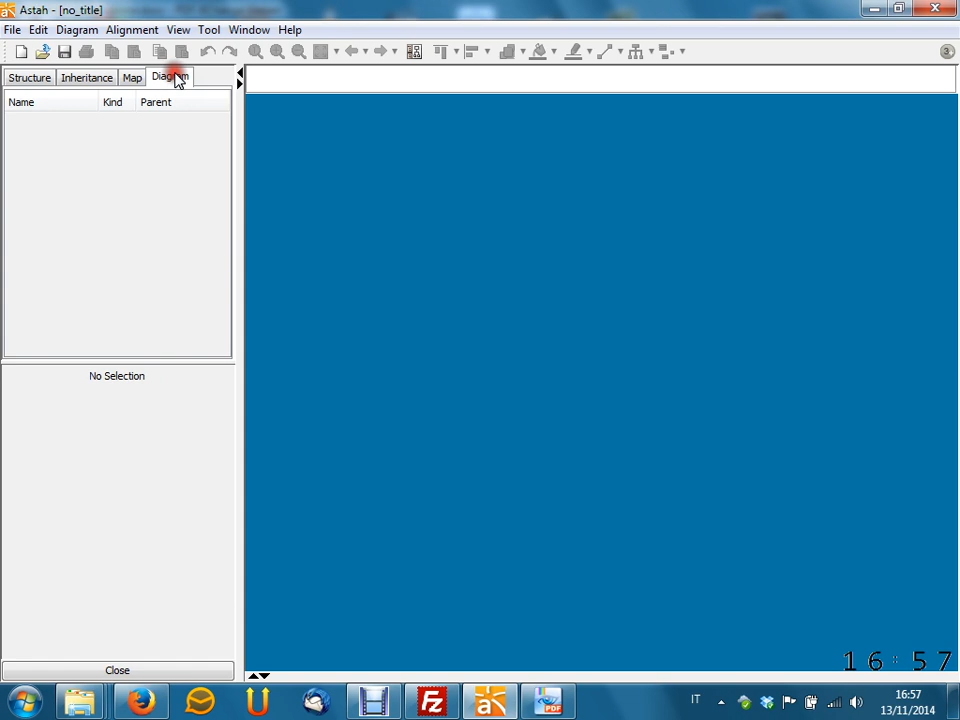 Astah - [no_title]
File Edit Diagram Alignment View Tool Window Help
Structure Inheritance Map Diagram
Name Kind Parent
No Selection
Close
16:57
IT
16:57
13/11/2014